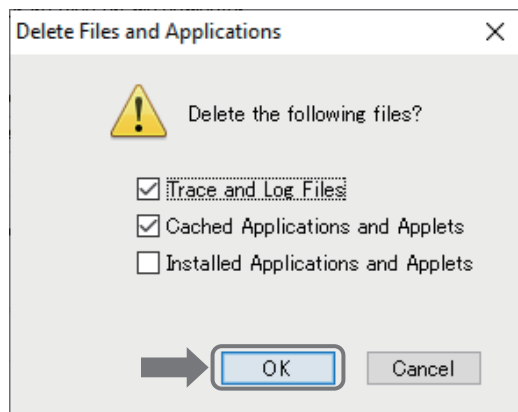 Delete Files and Applications
Delete the following files?
Trace and Log Files
Cached Applications and Applets
Installed Applications and Applets
OK Cancel